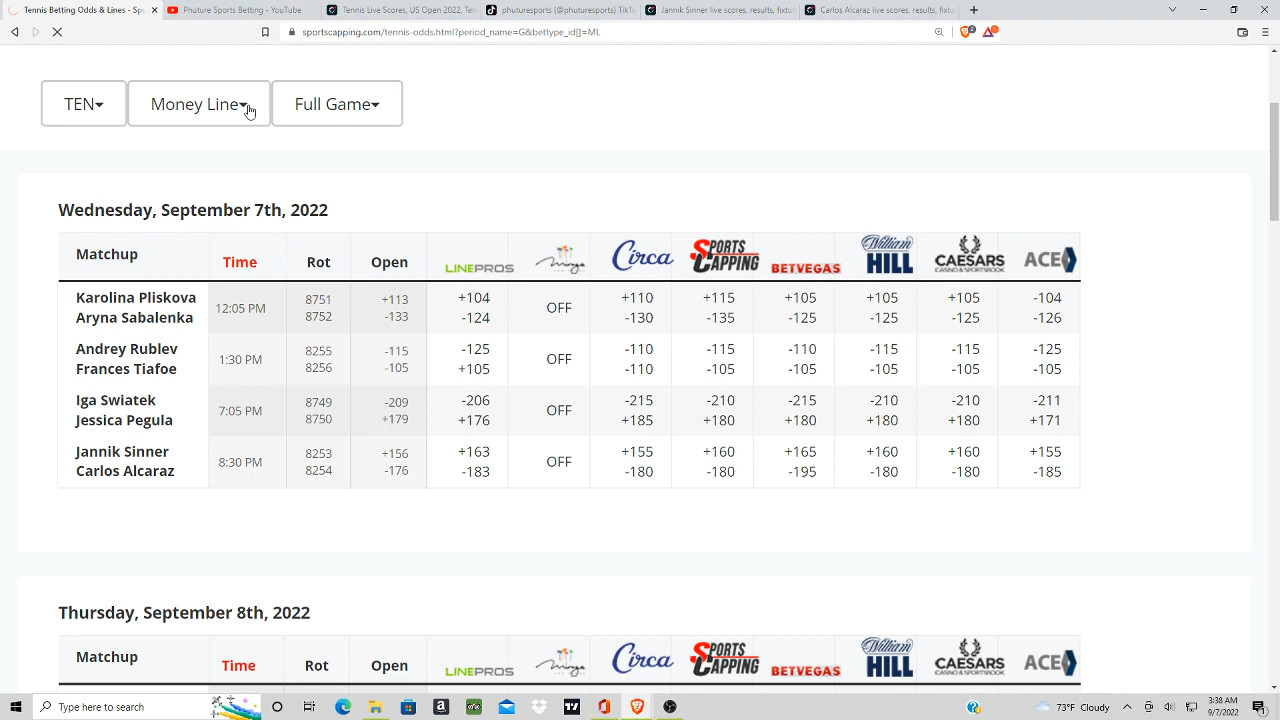 Tennis Betting Odds & Lines - Spo
Phuture Sports Betting - YouTube
Tennis Live Scores, US Open 2022, Ten
phuturesports (@phuturesports) TikTo
Jannik Sinner live scores, results, fixtu
Carlos Alcaraz live scores, results, fixtu
sportscapping.com/tennis-odds.html?period_name=G&bettype_id[]=ML
TEN Money Line Full Game
Wednesday, September 7th, 2022
Matchup Time Rot Open LINEPROS mirage Circa SPORTS CAPPING BETVEGAS William HILL CAESARS CASINO & SPORTSBOOK ACE
Karolina Pliskova 12:05 PM 8751 +113 +104 OFF +110 +115 +105 +105 +105 -104
Aryna Sabalenka 8752 -133 -124 -130 -135 -125 -125 -125 -126
Andrey Rublev 1:30 PM 8255 -115 -125 OFF -110 -115 -110 -115 -115 -125
Frances Tiafoe 8256 -105 +105 -110 -105 -105 -105 -105 -105
Iga Swiatek 7:05 PM 8749 -209 -206 OFF -215 -210 -215 -210 -210 -211
Jessica Pegula 8750 +179 +176 +185 +180 +180 +180 +180 +171
Jannik Sinner 8:30 PM 8253 +156 +163 OFF +155 +160 +165 +160 +160 +155
Carlos Alcaraz 8254 -176 -183 -180 -180 -195 -180 -180 -185
Thursday, September 8th, 2022
Matchup Time Rot Open LINEPROS mirage Circa SPORTS CAPPING BETVEGAS William HILL CAESARS CASINO & SPORTSBOOK ACE
Type here to search
73°F Cloudy
3:38 AM
9/7/2022